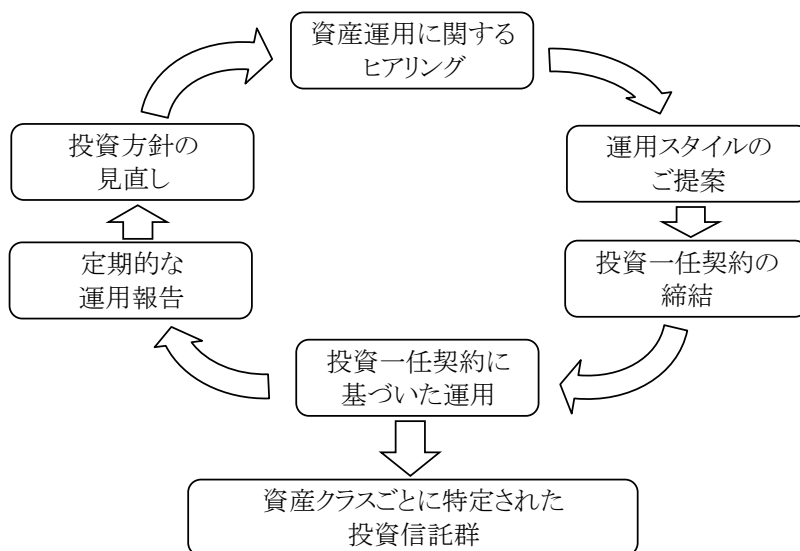 資産運用に関する
ヒアリング
運用スタイルの
ご提案
投資一任契約の
締結
投資一任契約に
基づいた運用
資産クラスごとに特定された
投資信託群
定期的な
運用報告
投資方針の
見直し